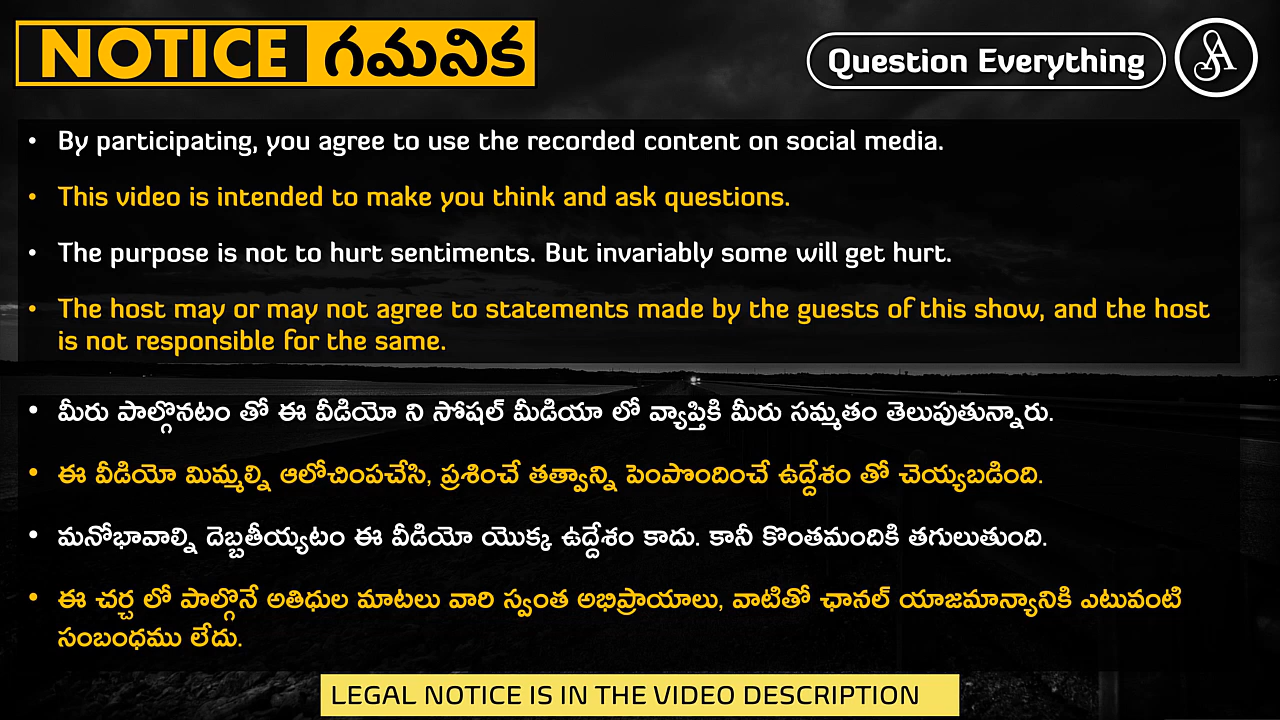 NOTICE గమనిక
Question Everything
• By participating, you agree to use the recorded content on social media.
• This video is intended to make you think and ask questions.
• The purpose is not to hurt sentiments. But invariably some will get hurt.
• The host may or may not agree to statements made by the guests of this show, and the host
is not responsible for the same.
• మీరు పాల్గొనటం తో ఈ వీడియో ని సోషల్ మీడియా లో వ్యాప్తికి మీరు సమ్మతం తెలుపుతున్నారు.
• ఈ వీడియో మిమ్మల్ని ఆలోచింపచేసి, ప్రశించే తత్వాన్ని పెంపొందించే ఉద్దేశం తో చెయ్యబడింది.
• మనోభావాల్ని దెబ్బతీయ్యటం ఈ వీడియో యొక్క ఉద్దేశం కాదు. కానీ కొంతమందికి తగులుతుంది.
• ఈ చర్చ లో పాల్గొనే అతిధుల మాటలు వారి స్వంత అభిప్రాయాలు, వాటితో ఛానల్ యాజమాన్యానికి ఎటువంటి
సంబంధము లేదు.
LEGAL NOTICE IS IN THE VIDEO DESCRIPTION